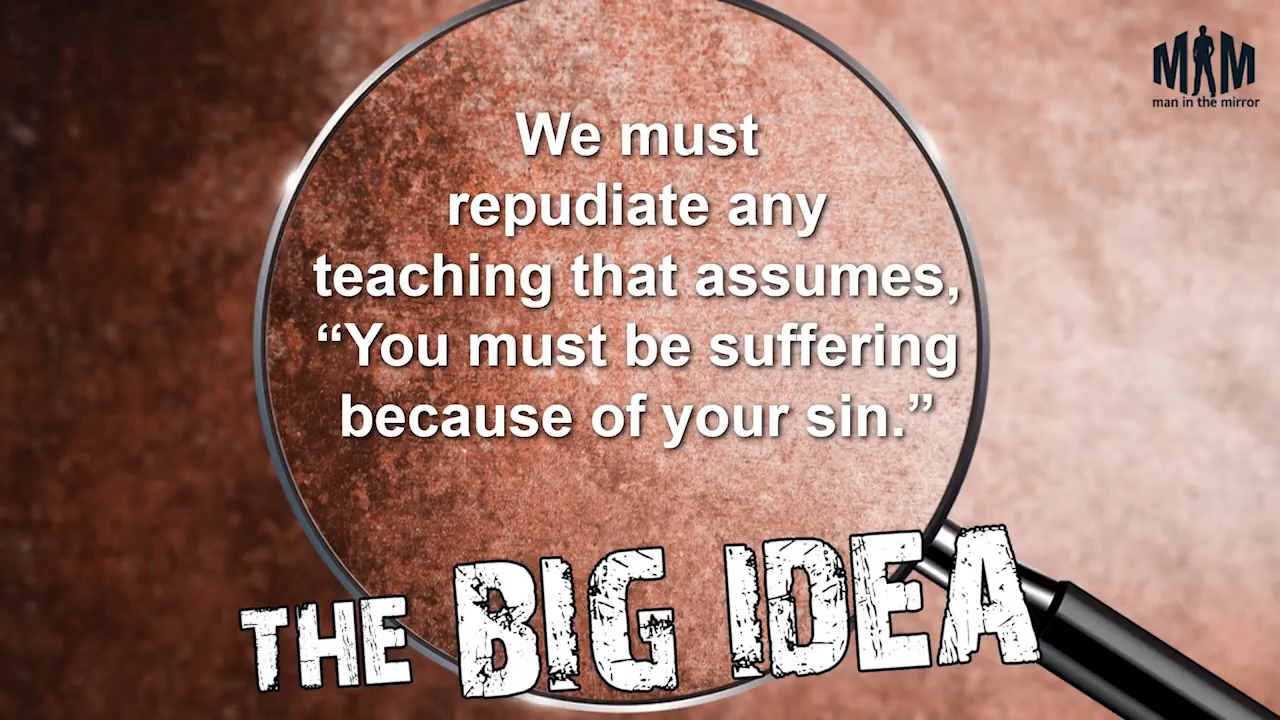 MIM
man in the mirror
We must
repudiate any
teaching that assumes,
“You must be suffering
because of your sin.”
THE BIG IDEA